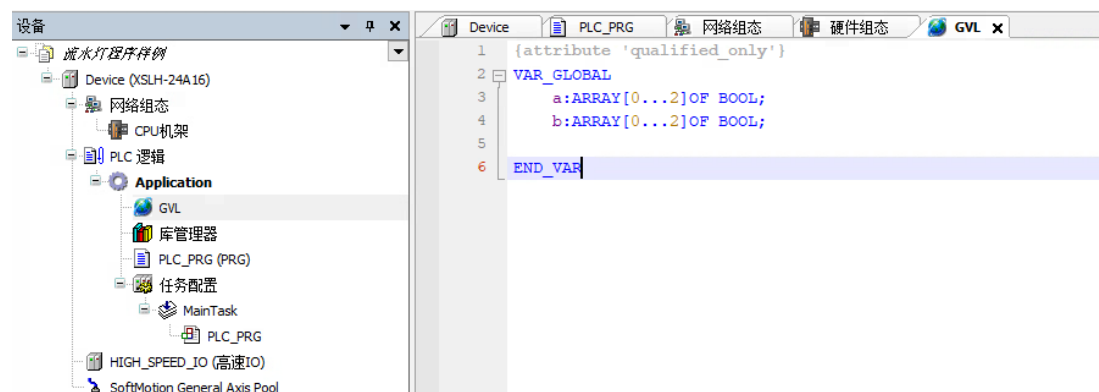 设备
流水灯程序样例
Device (XSLH-24A16)
网络组态
CPU机架
PLC 逻辑
Application
GVL
库管理器
PLC_PRG (PRG)
任务配置
MainTask
PLC_PRG
HIGH_SPEED_IO (高速IO)
SoftMotion General Axis Pool
Device PLC_PRG 网络组态 硬件组态 GVL
1 {attribute 'qualified_only'}
2 VAR_GLOBAL
3 a:ARRAY[0...2]OF BOOL;
4 b:ARRAY[0...2]OF BOOL;
5
6 END_VAR